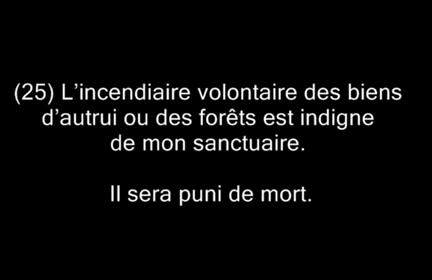 (25) L'incendiaire volontaire des biens
d'autrui ou des forêts est indigne
de mon sanctuaire.
Il sera puni de mort.